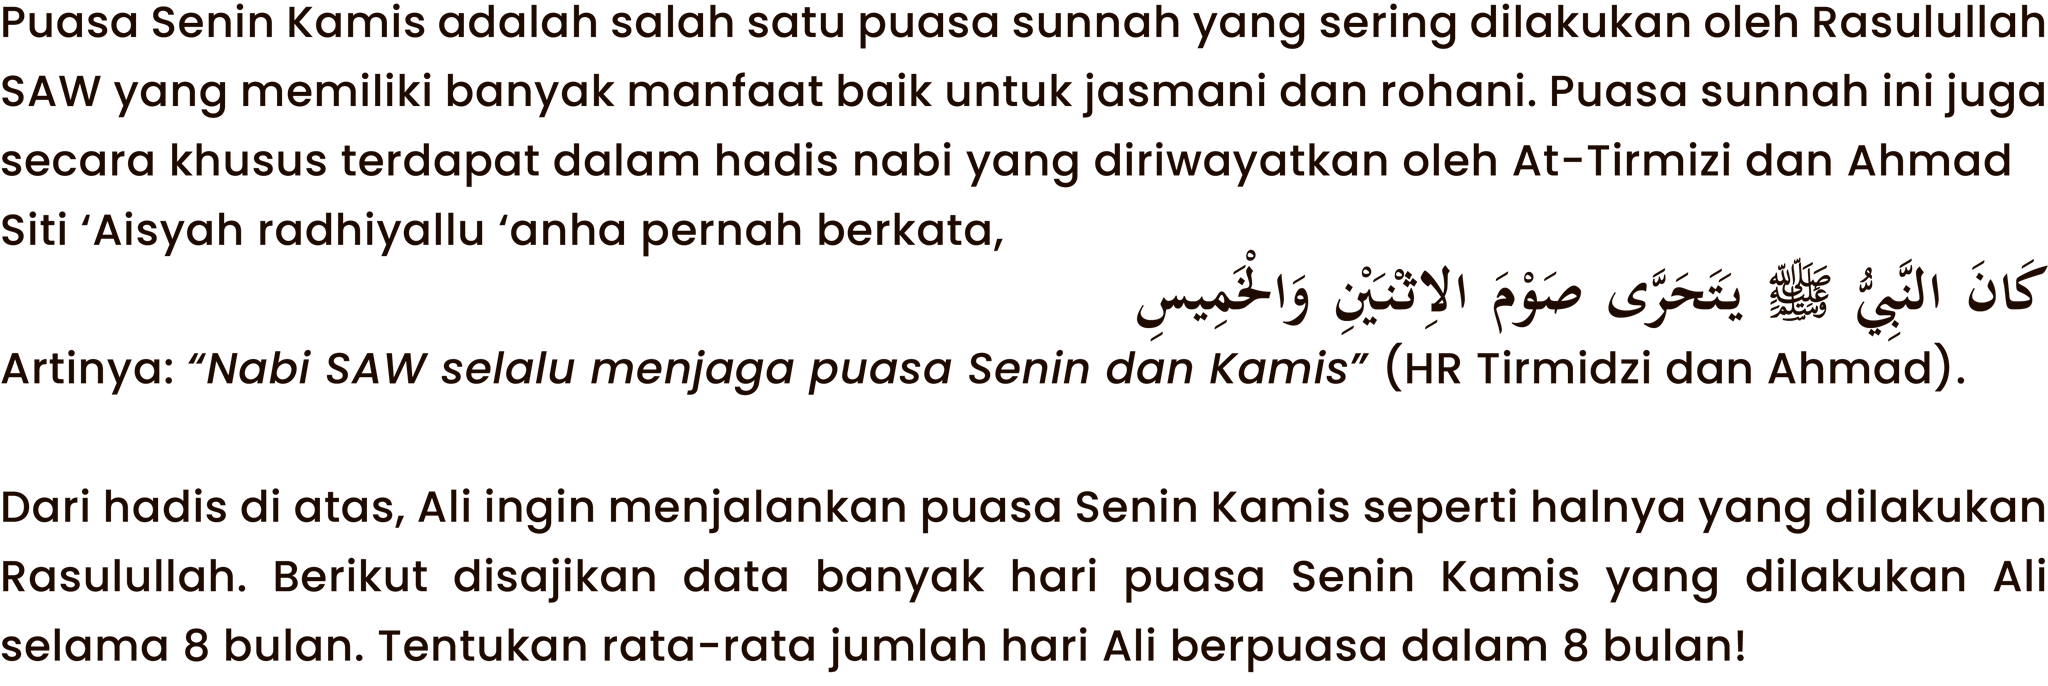 Puasa Senin Kamis adalah salah satu puasa sunnah yang sering dilakukan oleh Rasulullah
SAW yang memiliki banyak manfaat baik untuk jasmani dan rohani. Puasa sunnah ini juga
secara khusus terdapat dalam hadis nabi yang diriwayatkan oleh At-Tirmizi dan Ahmad
Siti ‘Aisyah radhiyallu ‘anha pernah berkata,
كَانَ النَّبِيُّ ﷺ يَتَحَرَّى صَوْمَ الاِثْنَيْنِ وَالْخَمِيسِ
Artinya: “Nabi SAW selalu menjaga puasa Senin dan Kamis” (HR Tirmidzi dan Ahmad).
Dari hadis di atas, Ali ingin menjalankan puasa Senin Kamis seperti halnya yang dilakukan
Rasulullah. Berikut disajikan data banyak hari puasa Senin Kamis yang dilakukan Ali
selama 8 bulan. Tentukan rata-rata jumlah hari Ali berpuasa dalam 8 bulan!